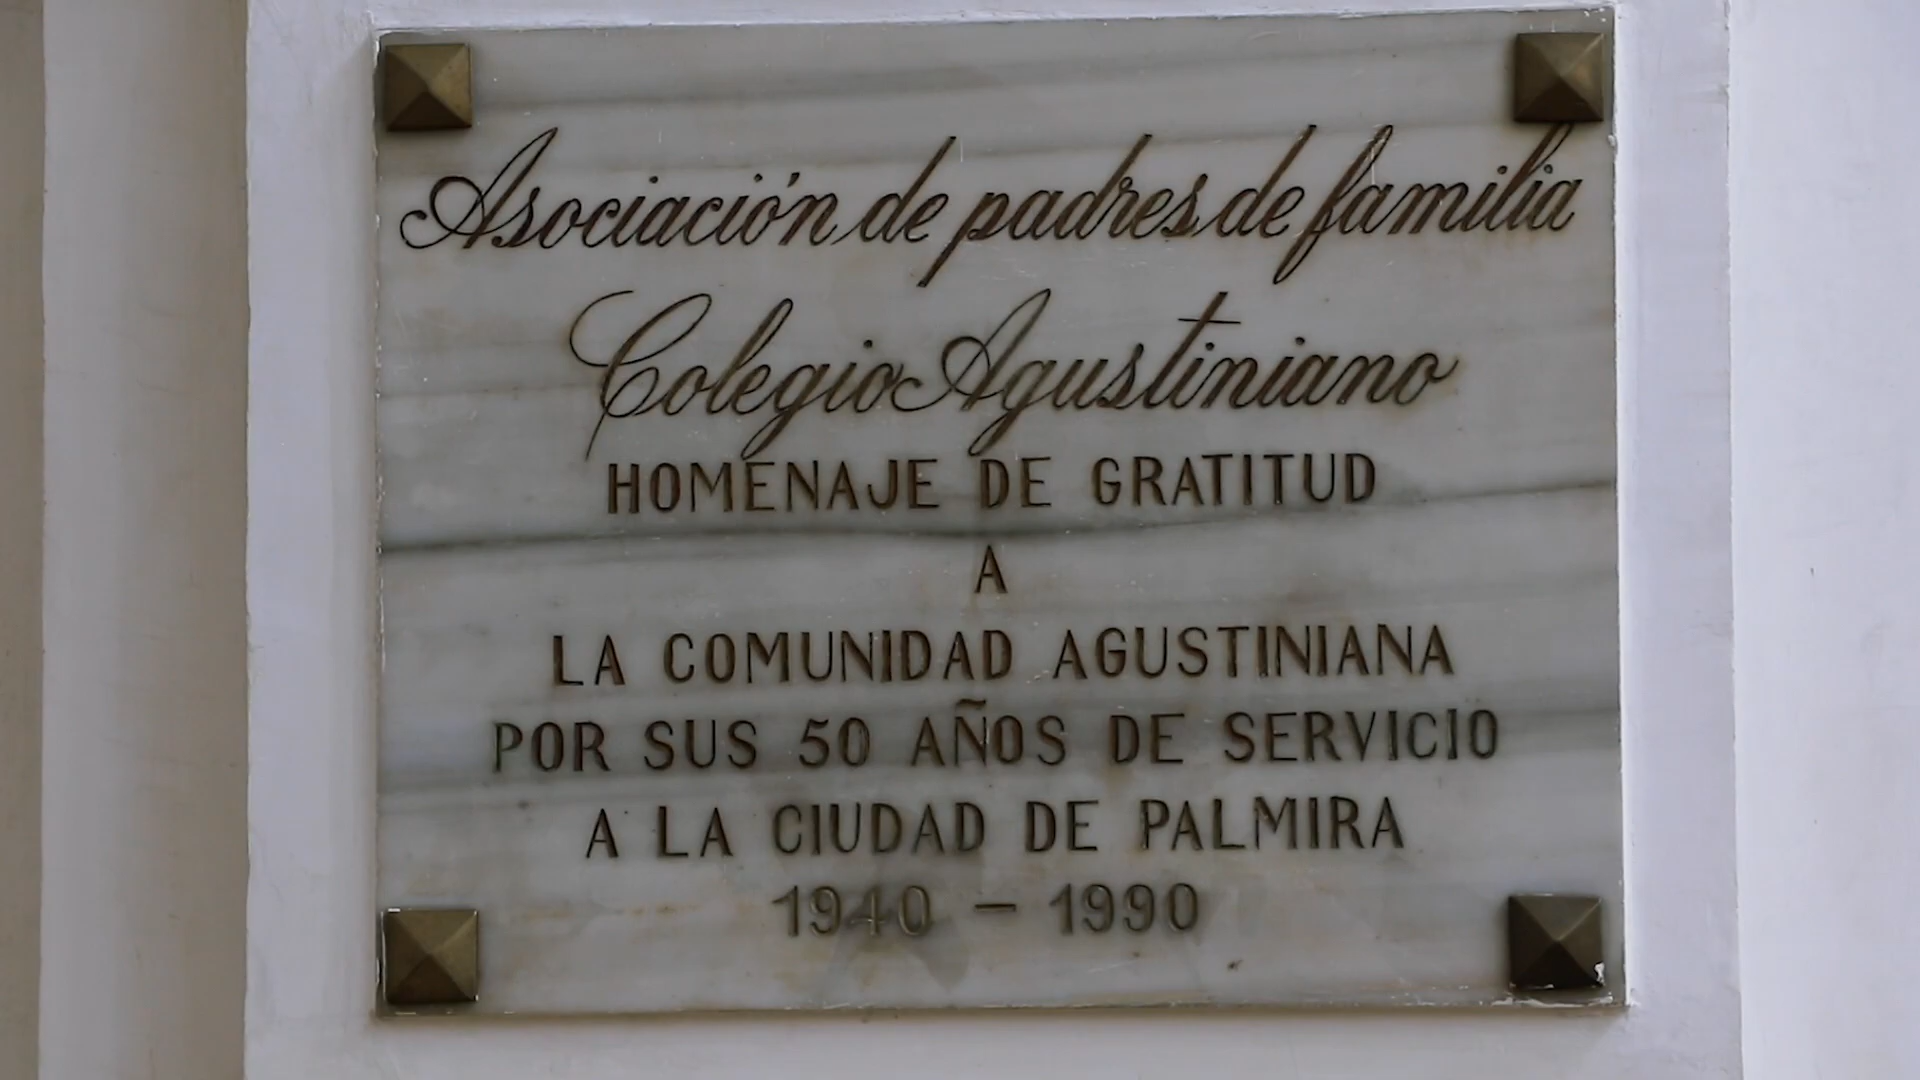 Asociación de padres de familia
Colegio Agustiniano
HOMENAJE DE GRATITUD
A
LA COMUNIDAD AGUSTINIANA
POR SUS 50 AÑOS DE SERVICIO
A LA CIUDAD DE PALMIRA
1940 - 1990